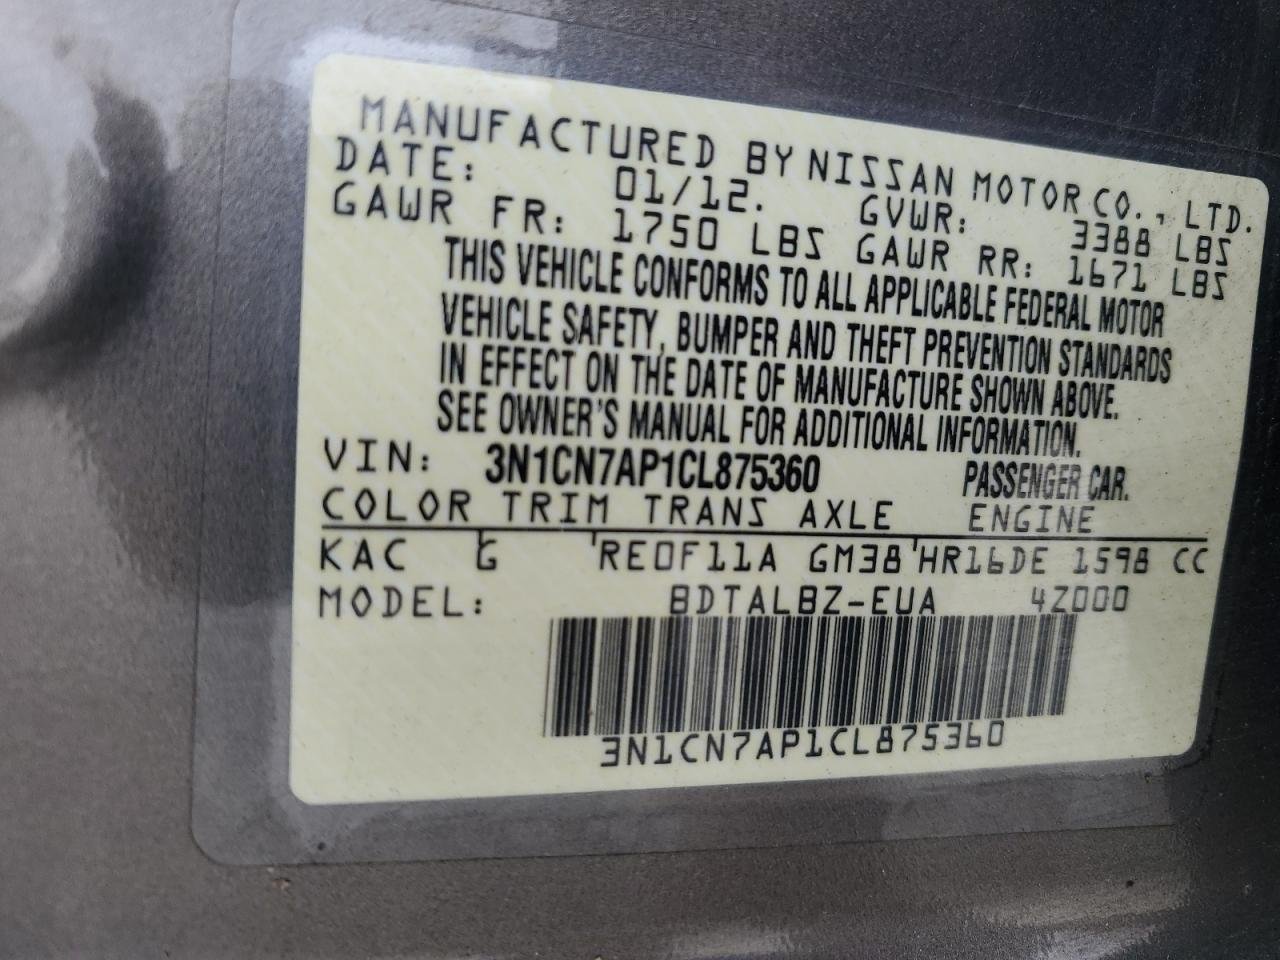 MANUFACTURED BY NISSAN MOTOR CO., LTD.
DATE: 01/12. GVWR: 3388 LBS
GAWR FR: 1750 LBS GAWR RR: 1671 LBS
THIS VEHICLE CONFORMS TO ALL APPLICABLE FEDERAL MOTOR
VEHICLE SAFETY, BUMPER AND THEFT PREVENTION STANDARDS
IN EFFECT ON THE DATE OF MANUFACTURE SHOWN ABOVE.
SEE OWNER'S MANUAL FOR ADDITIONAL INFORMATION.
VIN: 3N1CN7AP1CL875360 PASSENGER CAR.
COLOR TRIM TRANS AXLE ENGINE
KAC G RE0F11A GM38 HR16DE 1598 CC
MODEL: BDTALBZ-EUA 4Z000
3N1CN7AP1CL875360